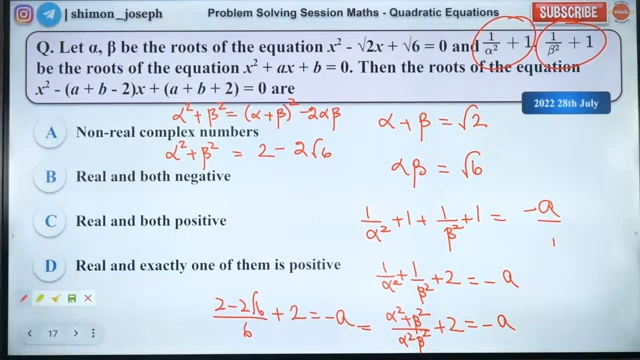 @shimon_joseph
Problem Solving Session Maths - Quadratic Equations
SUBSCRIBE
Q. Let α, β be the roots of the equation x² - √2x + √6 = 0 and 1/α² + 1, 1/β² + 1
be the roots of the equation x² + ax + b = 0. Then the roots of the equation
x² - (a + b - 2)x + (a + b + 2) = 0 are
2022 28th July
A Non-real complex numbers
B Real and both negative
C Real and both positive
D Real and exactly one of them is positive
α² + β² = (α + β)² - 2αβ
α² + β² = 2 - 2√6
α + β = √2
αβ = √6
1/α² + 1 + 1/β² + 1 = -a/1
1/α² + 1/β² + 2 = -a
(2 - 2√6)/6 + 2 = -a = (α² + β²)/(α²β²) + 2 = -a
17